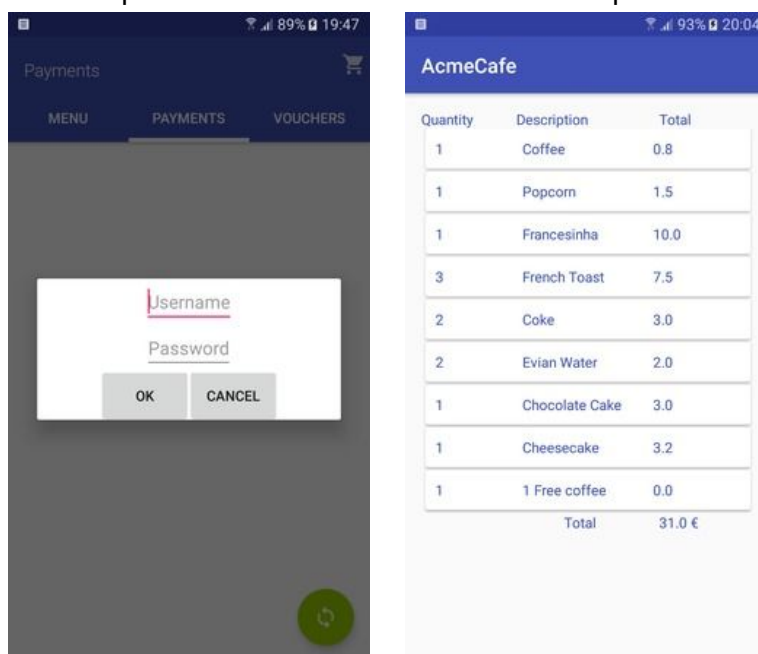 89% 19:47
Payments
MENU PAYMENTS VOUCHERS
Username
Password
OK CANCEL
93% 20:04
AcmeCafe
Quantity Description Total
1 Coffee 0.8
1 Popcorn 1.5
1 Francesinha 10.0
3 French Toast 7.5
2 Coke 3.0
2 Evian Water 2.0
1 Chocolate Cake 3.0
1 Cheesecake 3.2
1 1 Free coffee 0.0
Total 31.0 €